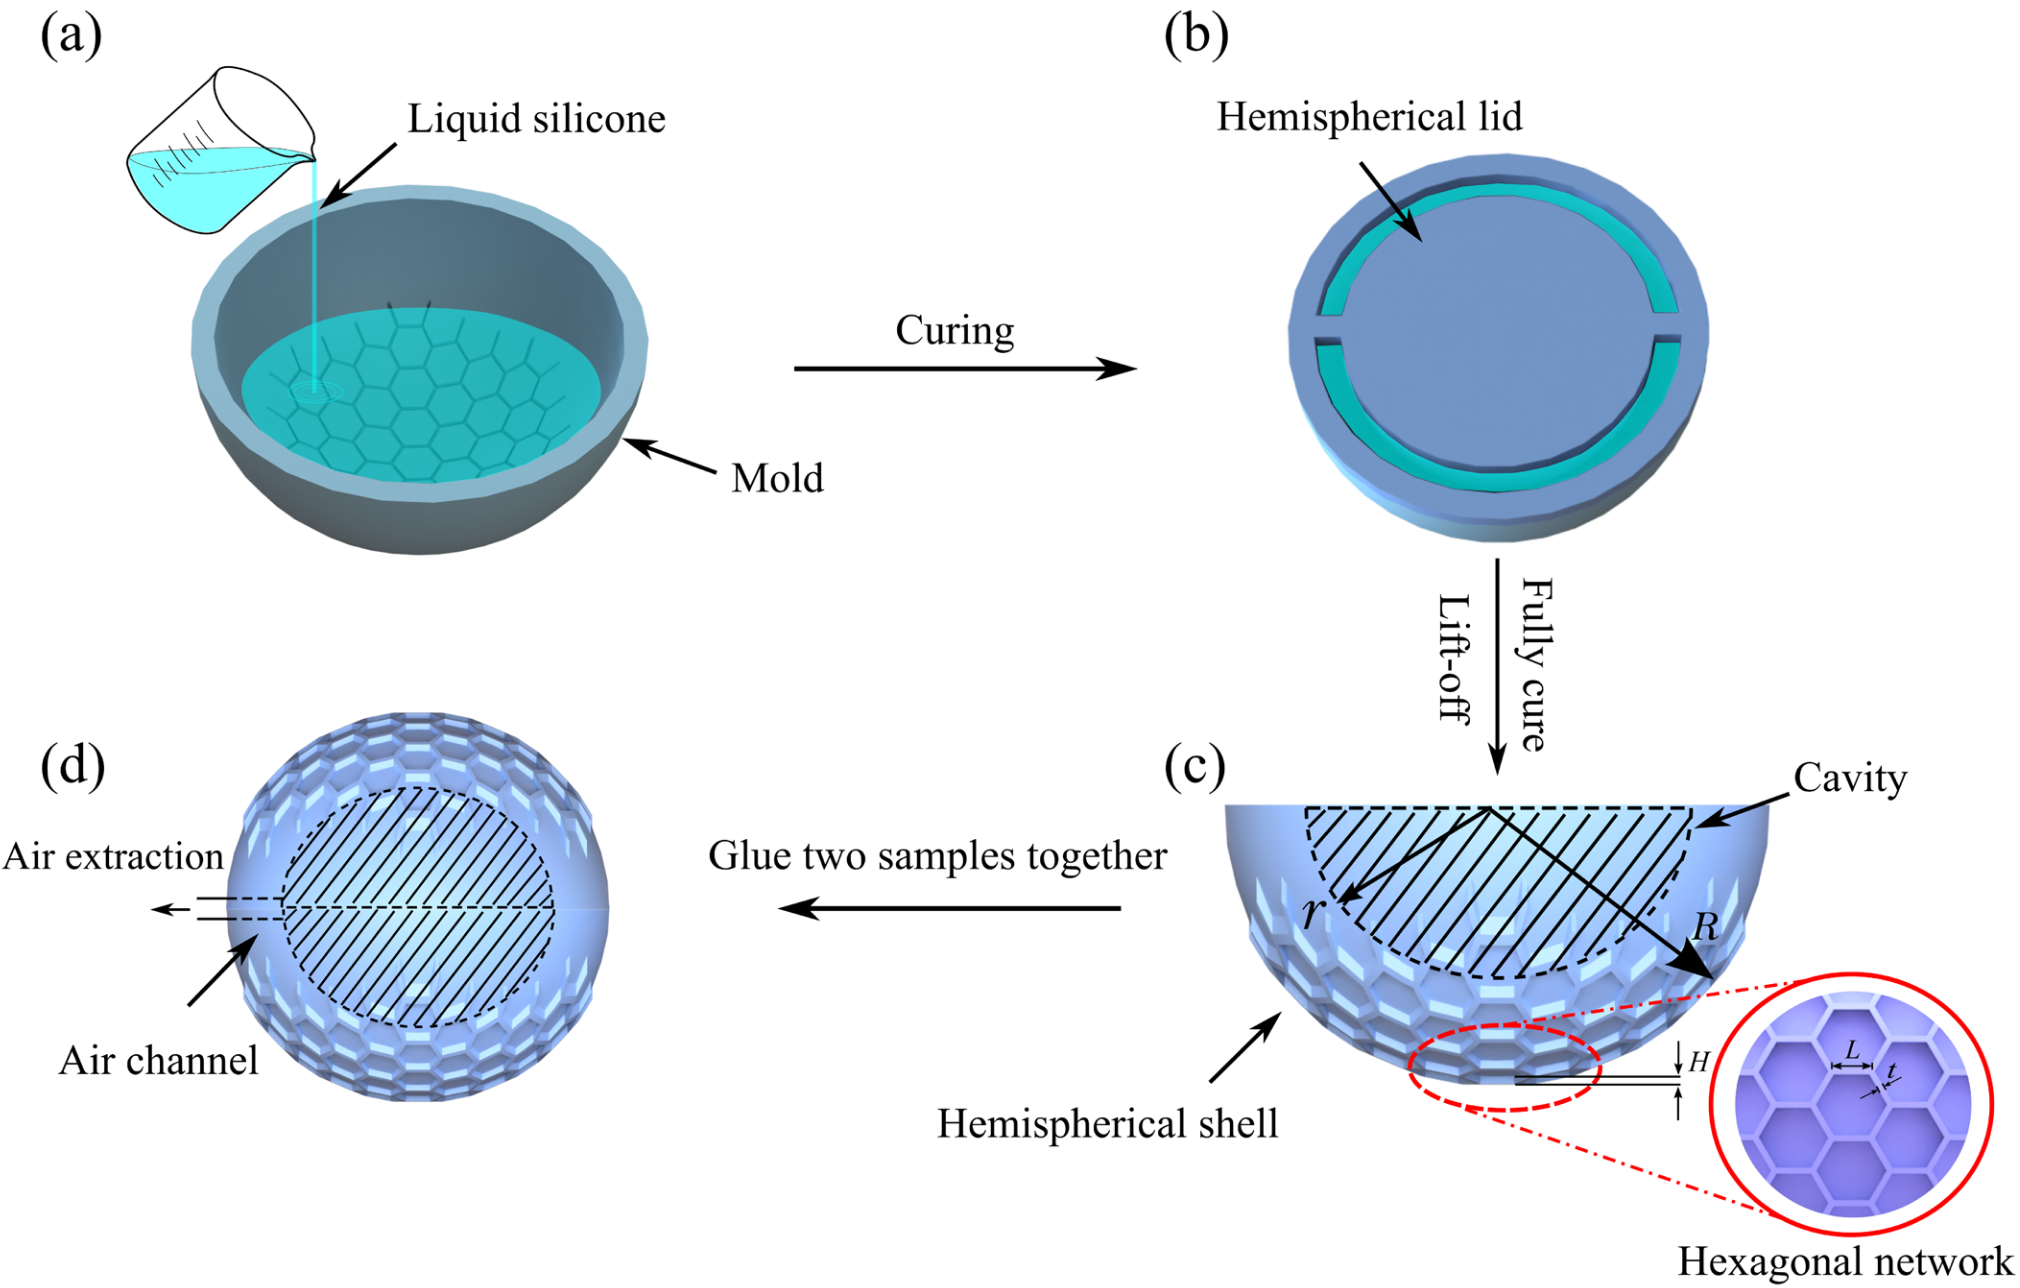 (a)
Liquid silicone
Mold
Curing
(b)
Hemispherical lid
Fully cure
Lift-off
(c)
Cavity
r
R
H
L
t
Hemispherical shell
Hexagonal network
Glue two samples together
(d)
Air extraction
Air channel